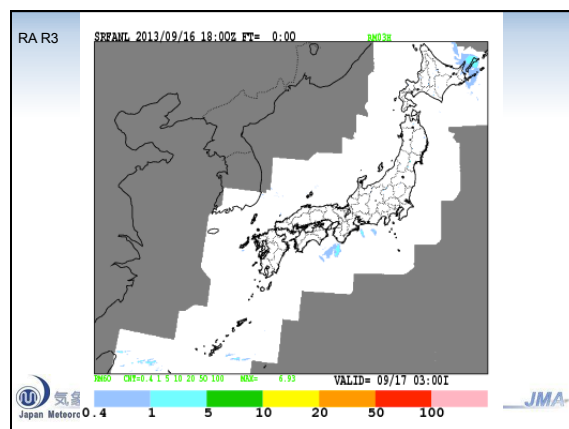 RA R3
SRFANL 2013/09/16 18:00Z FT= 0:00
RM03H
RM60 CNT=0.4 1 5 10 20 50 100 MAX= 6.93
VALID= 09/17 03:00I
0.4 1 5 10 20 50 100
気象
Japan Meteoro
JMA